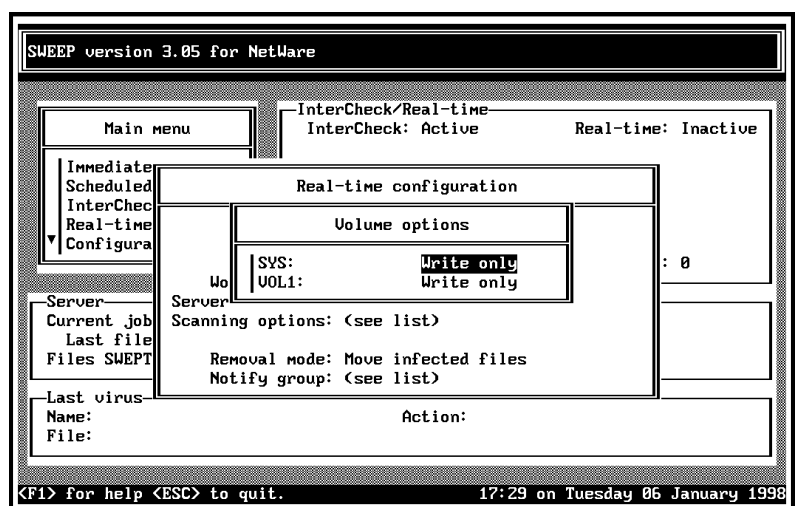 SWEEP version 3.05 for NetWare
InterCheck/Real-time
Main menu
InterCheck: Active Real-time: Inactive
Immediate
Scheduled
InterChec
Real-time
Configura
Real-time configuration
Volume options
SYS: Write only
VOL1: Write only
: 0
Wo
Server
Scanning options: (see list)
Removal mode: Move infected files
Notify group: (see list)
Server
Current job
Last file
Files SWEPT
Last virus
Name: Action:
File:
<F1> for help <ESC> to quit. 17:29 on Tuesday 06 January 1998